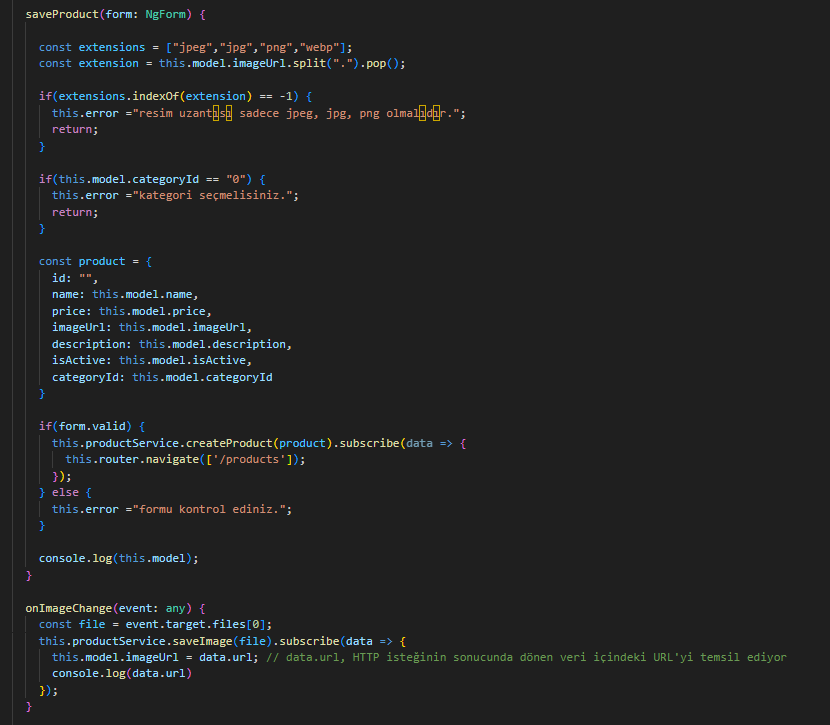 saveProduct(form: NgForm) {
const extensions = ["jpeg","jpg","png","webp"];
const extension = this.model.imageUrl.split(".").pop();
if(extensions.indexOf(extension) == -1) {
this.error ="resim uzantısı sadece jpeg, jpg, png olmalıdır.";
return;
}
if(this.model.categoryId == "0") {
this.error ="kategori seçmelisiniz.";
return;
}
const product = {
id: "",
name: this.model.name,
price: this.model.price,
imageUrl: this.model.imageUrl,
description: this.model.description,
isActive: this.model.isActive,
categoryId: this.model.categoryId
}
if(form.valid) {
this.productService.createProduct(product).subscribe(data => {
this.router.navigate(['/products']);
});
} else {
this.error ="formu kontrol ediniz.";
}
console.log(this.model);
}
onImageChange(event: any) {
const file = event.target.files[0];
this.productService.saveImage(file).subscribe(data => {
this.model.imageUrl = data.url; // data.url, HTTP isteğinin sonucunda dönen veri içindeki URL'yi temsil ediyor
console.log(data.url)
});
}